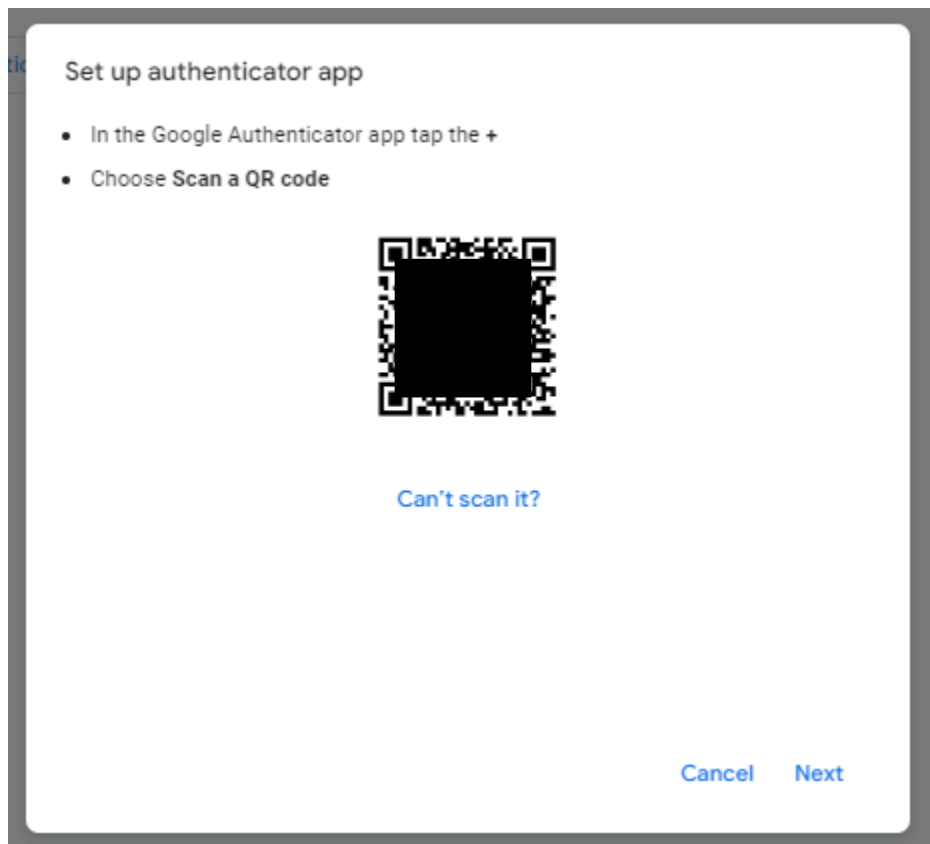 Set up authenticator app
• In the Google Authenticator app tap the +
• Choose Scan a QR code
Can't scan it?
Cancel Next